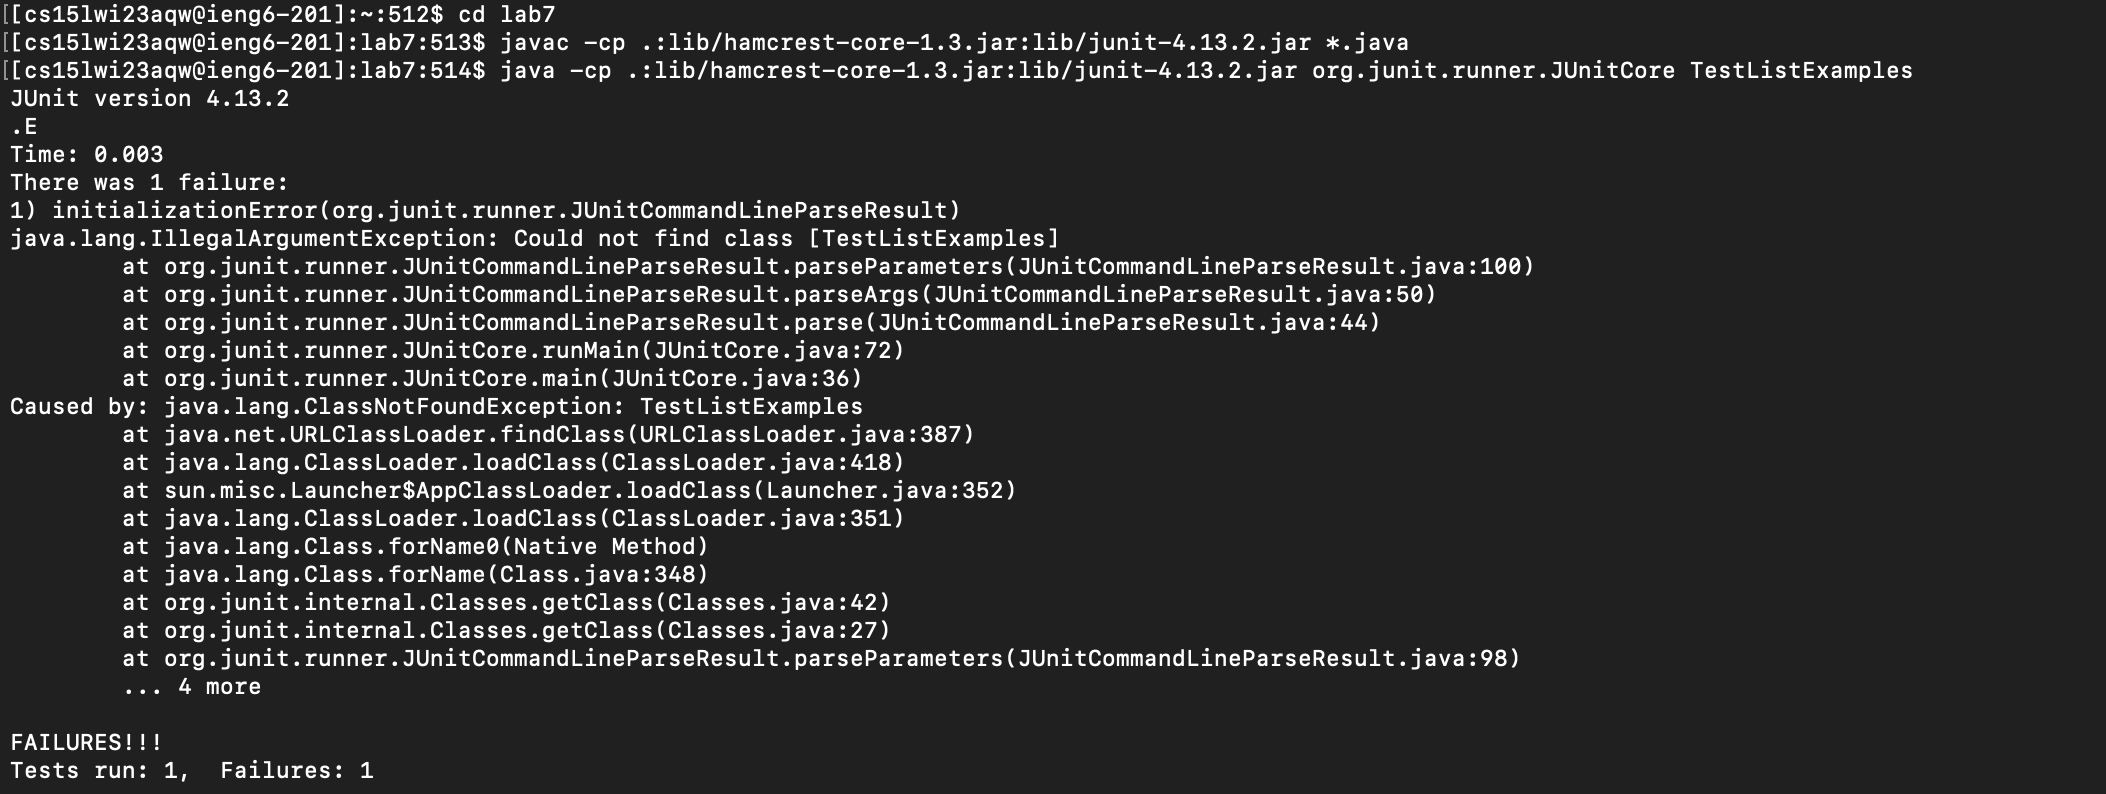 [[cs15lwi23aqw@ieng6-201]:~:512$ cd lab7
[[cs15lwi23aqw@ieng6-201]:lab7:513$ javac -cp .:lib/hamcrest-core-1.3.jar:lib/junit-4.13.2.jar *.java
[[cs15lwi23aqw@ieng6-201]:lab7:514$ java -cp .:lib/hamcrest-core-1.3.jar:lib/junit-4.13.2.jar org.junit.runner.JUnitCore TestListExamples
JUnit version 4.13.2
.E
Time: 0.003
There was 1 failure:
1) initializationError(org.junit.runner.JUnitCommandLineParseResult)
java.lang.IllegalArgumentException: Could not find class [TestListExamples]
        at org.junit.runner.JUnitCommandLineParseResult.parseParameters(JUnitCommandLineParseResult.java:100)
        at org.junit.runner.JUnitCommandLineParseResult.parseArgs(JUnitCommandLineParseResult.java:50)
        at org.junit.runner.JUnitCommandLineParseResult.parse(JUnitCommandLineParseResult.java:44)
        at org.junit.runner.JUnitCore.runMain(JUnitCore.java:72)
        at org.junit.runner.JUnitCore.main(JUnitCore.java:36)
Caused by: java.lang.ClassNotFoundException: TestListExamples
        at java.net.URLClassLoader.findClass(URLClassLoader.java:387)
        at java.lang.ClassLoader.loadClass(ClassLoader.java:418)
        at sun.misc.Launcher$AppClassLoader.loadClass(Launcher.java:352)
        at java.lang.ClassLoader.loadClass(ClassLoader.java:351)
        at java.lang.Class.forName0(Native Method)
        at java.lang.Class.forName(Class.java:348)
        at org.junit.internal.Classes.getClass(Classes.java:42)
        at org.junit.internal.Classes.getClass(Classes.java:27)
        at org.junit.runner.JUnitCommandLineParseResult.parseParameters(JUnitCommandLineParseResult.java:98)
        ... 4 more

FAILURES!!!
Tests run: 1,  Failures: 1